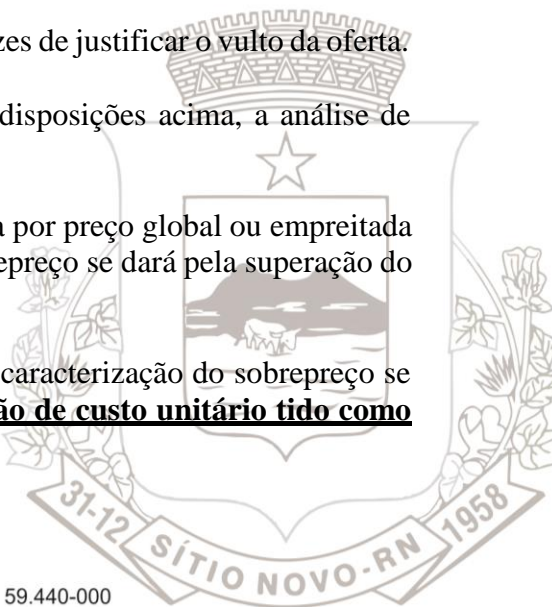 zes de justificar o vulto da oferta.
disposições acima, a análise de
a por preço global ou empreitada
epreço se dará pela superação do
caracterização do sobrepreço se
ão de custo unitário tido como
31-12 SÍTIO NOVO-RN 1958
59.440-000